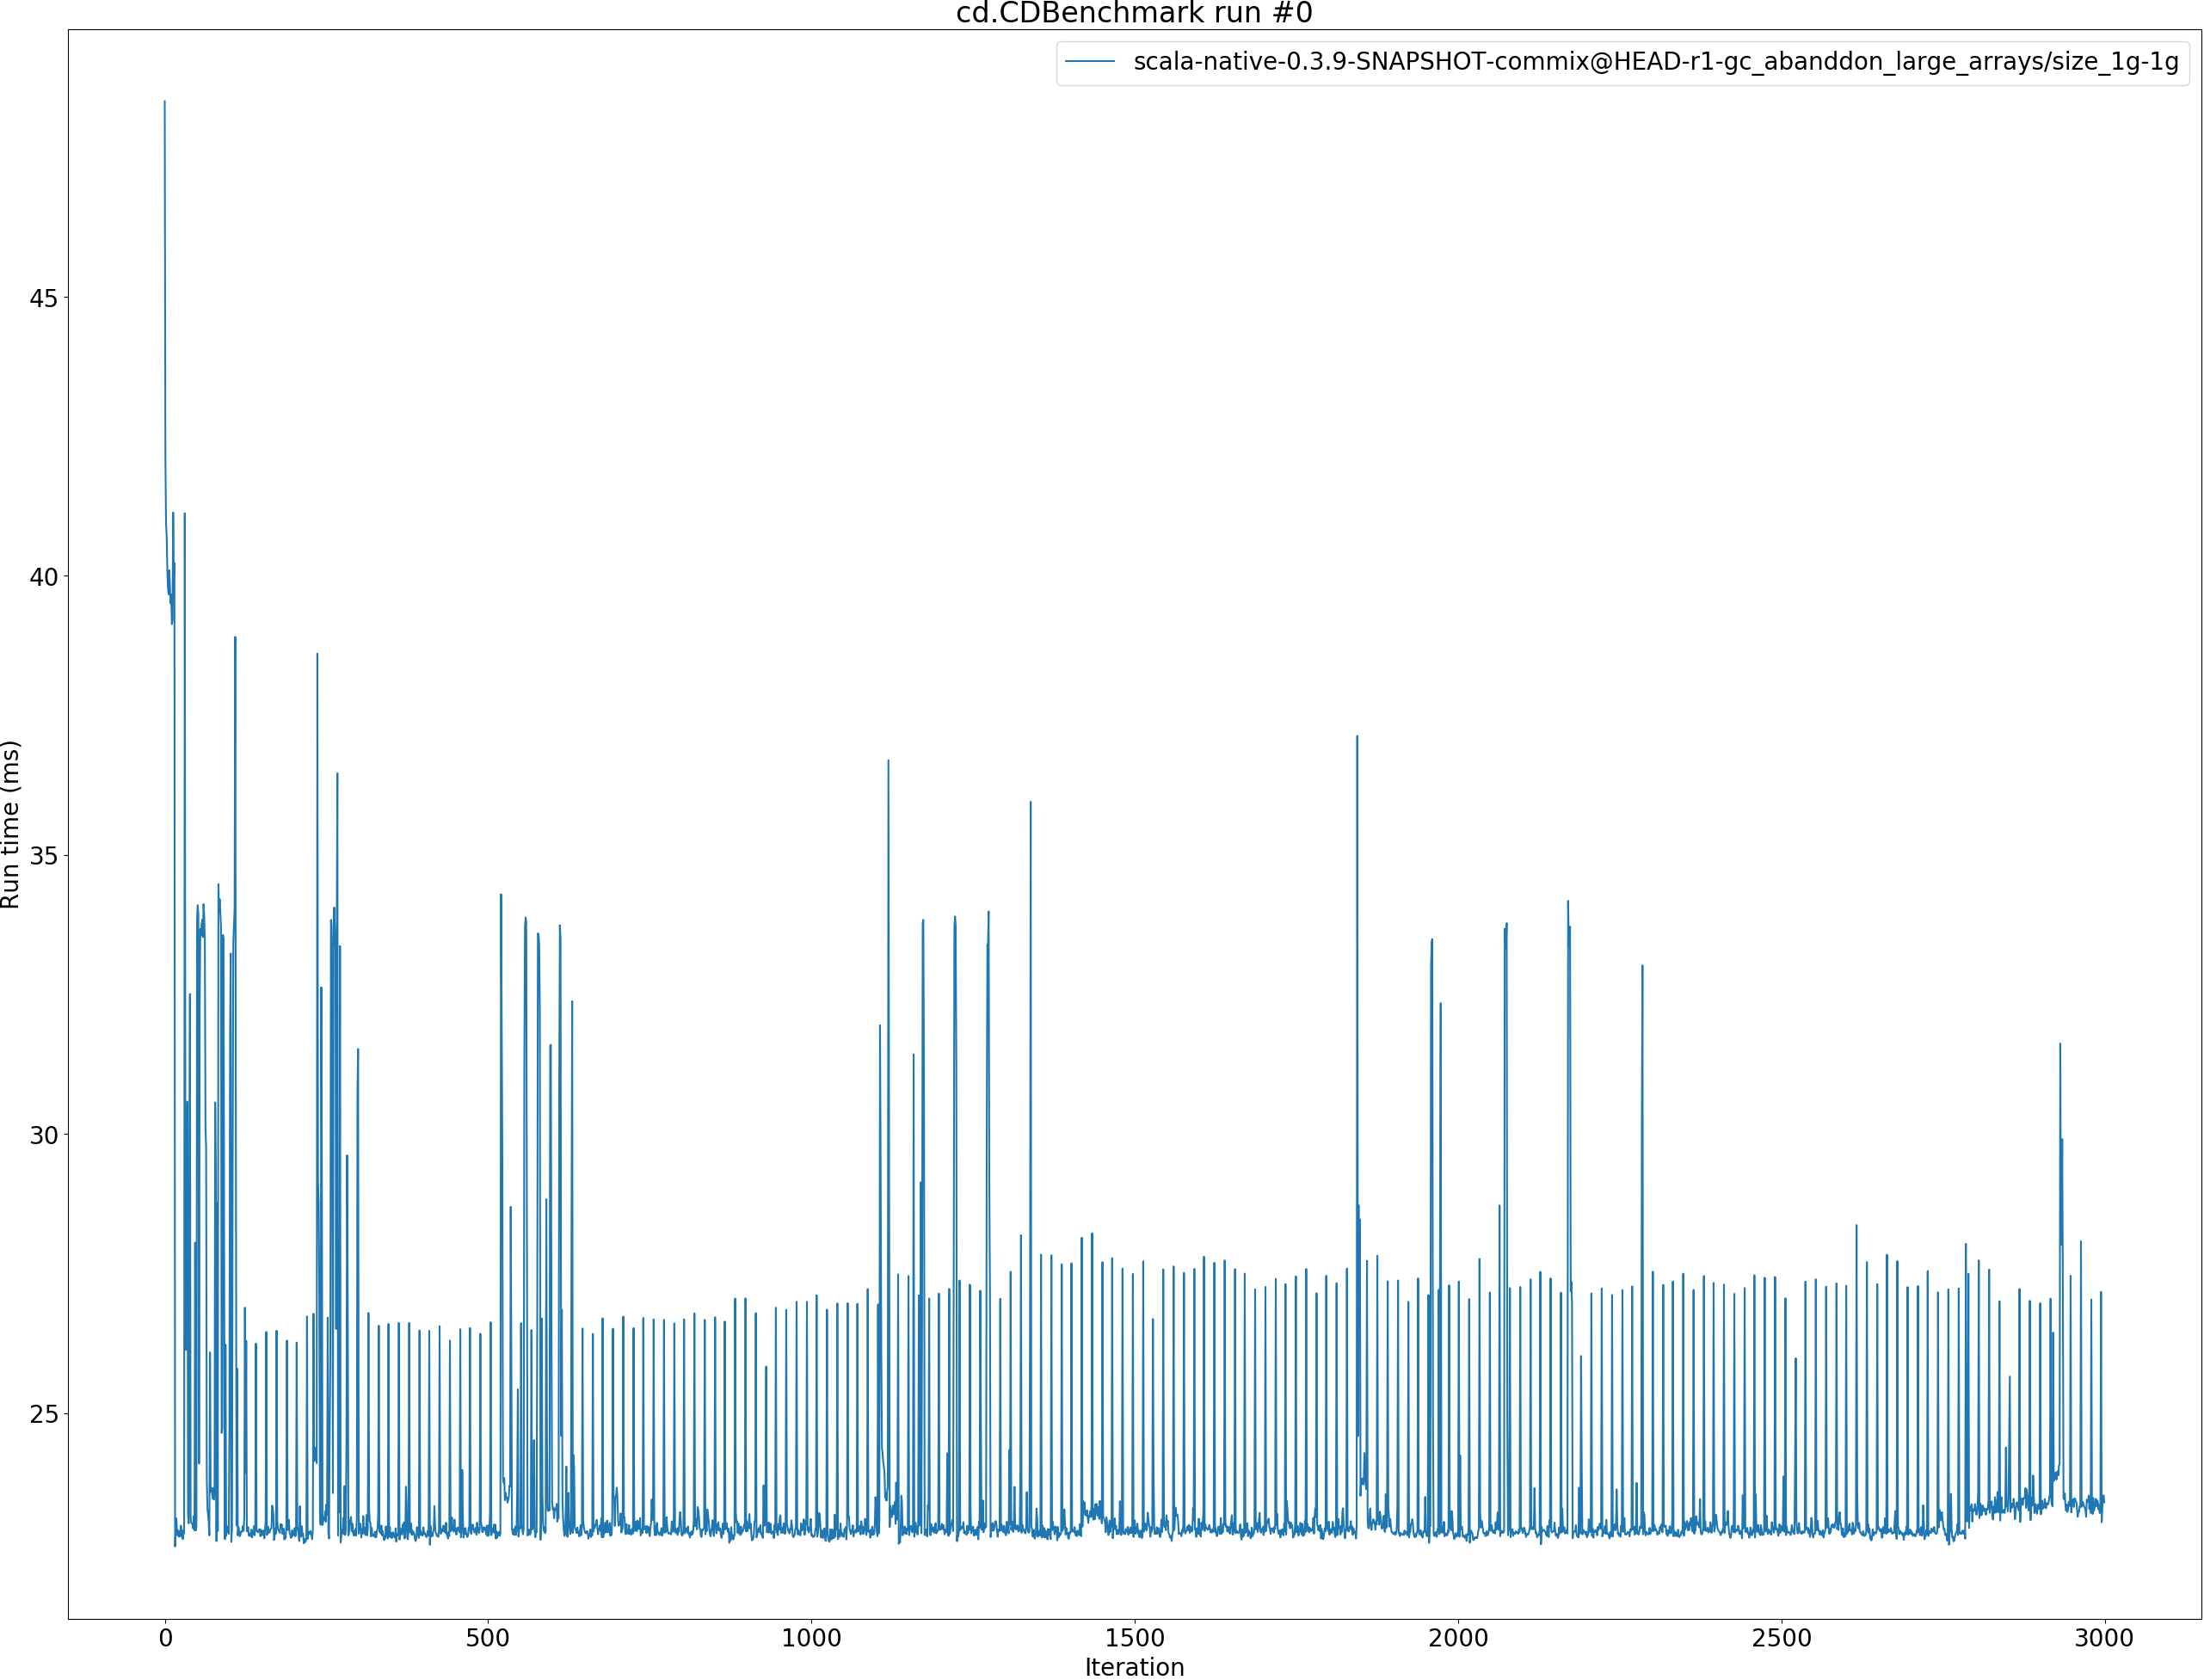 cd.CDBenchmark run #0
scala-native-0.3.9-SNAPSHOT-commix@HEAD-r1-gc_abanddon_large_arrays/size_1g-1g
45
40
35
30
25
Run time (ms)
0 500 1000 1500 2000 2500 3000
Iteration